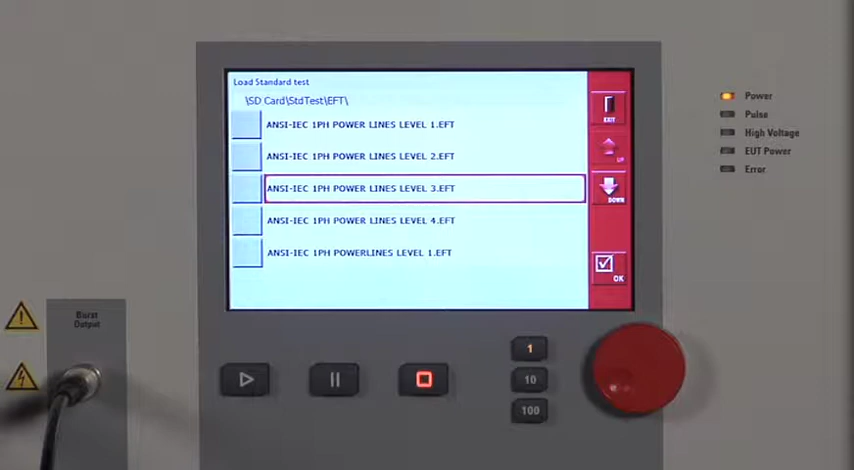 Load Standard test
\SD Card\StdTest\EFT\
ANSI-IEC 1PH POWER LINES LEVEL 1.EFT
ANSI-IEC 1PH POWER LINES LEVEL 2.EFT
ANSI-IEC 1PH POWER LINES LEVEL 3.EFT
ANSI-IEC 1PH POWER LINES LEVEL 4.EFT
ANSI-IEC 1PH POWERLINES LEVEL 1.EFT
EXIT
UP
DOWN
OK
Power
Pulse
High Voltage
EUT Power
Error
Burst
Output
1
10
100